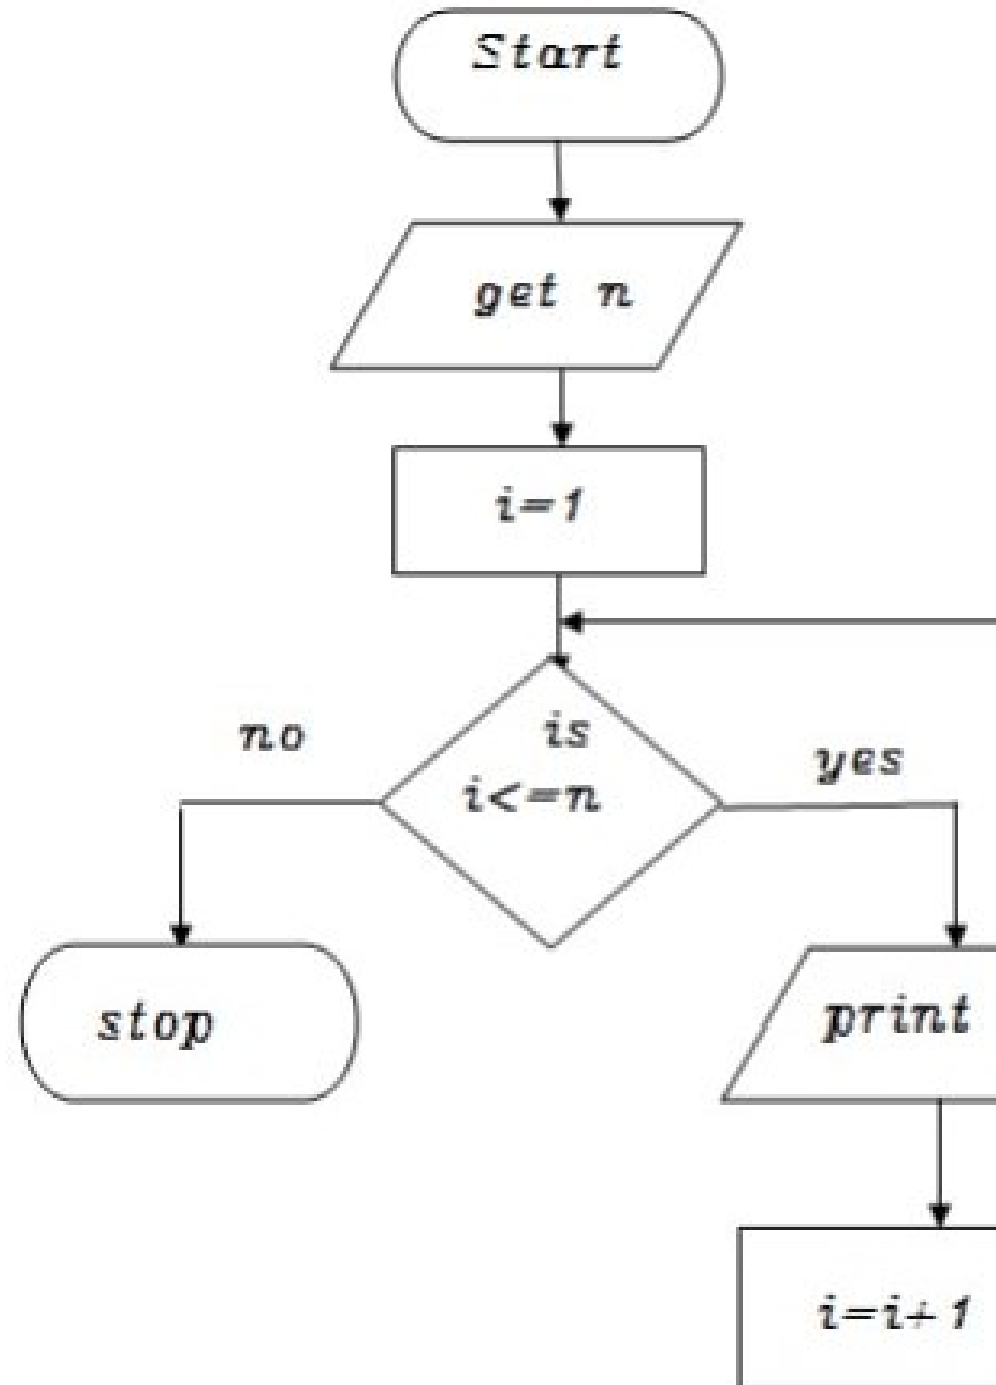 Start
get n
i=1
is
i<=n
no
yes
stop
print
i=i+1